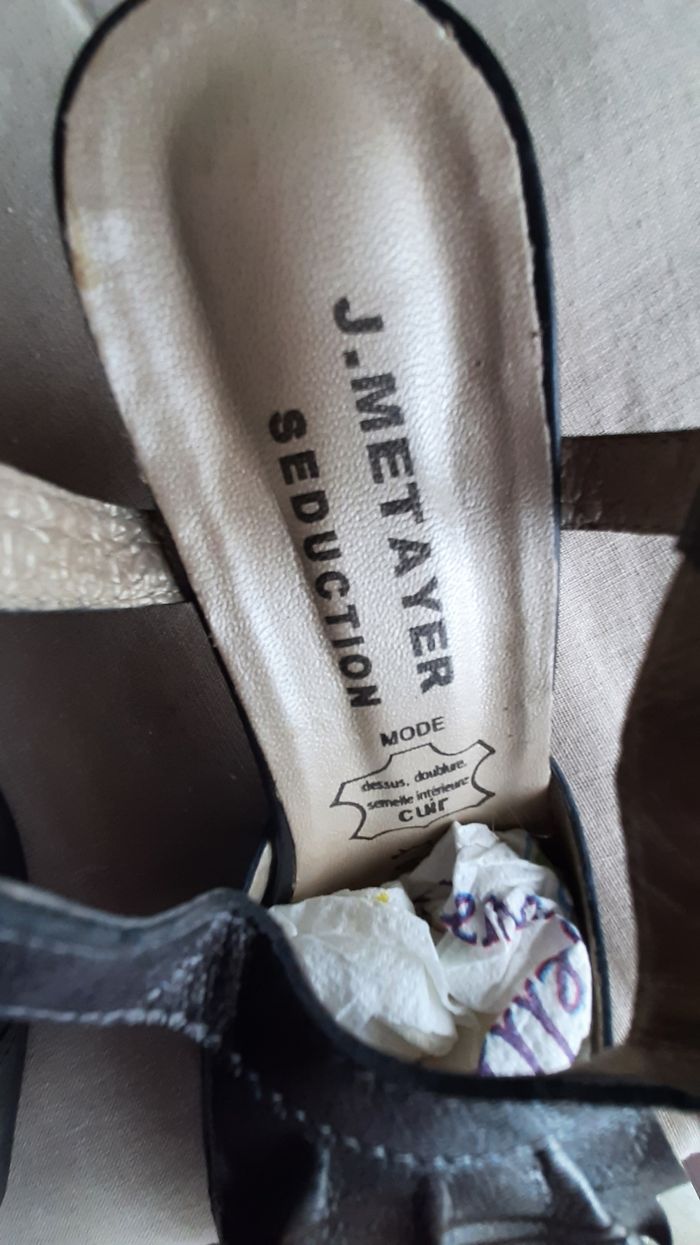 J.METAYER
SEDUCTION
MODE
dessus, doublure,
semelle intérieure
CUIR